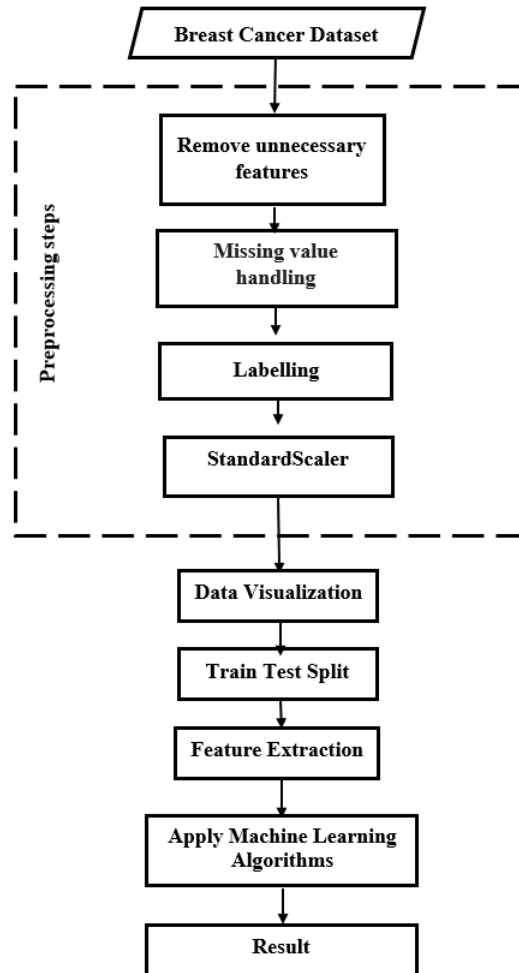 Breast Cancer Dataset
Preprocessing steps
Remove unnecessary
features
Missing value
handling
Labelling
StandardScaler
Data Visualization
Train Test Split
Feature Extraction
Apply Machine Learning
Algorithms
Result